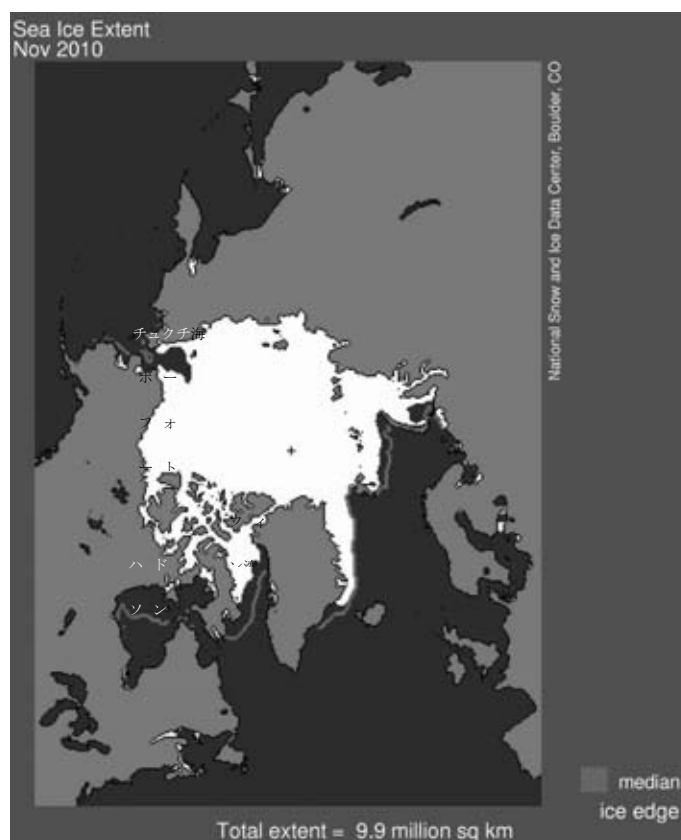 Sea Ice Extent
Nov 2010
National Snow and Ice Data Center, Boulder, CO
チュクチ海
ボー
フォ
ート
ハド
ソン
median
ice edge
Total extent = 9.9 million sq km